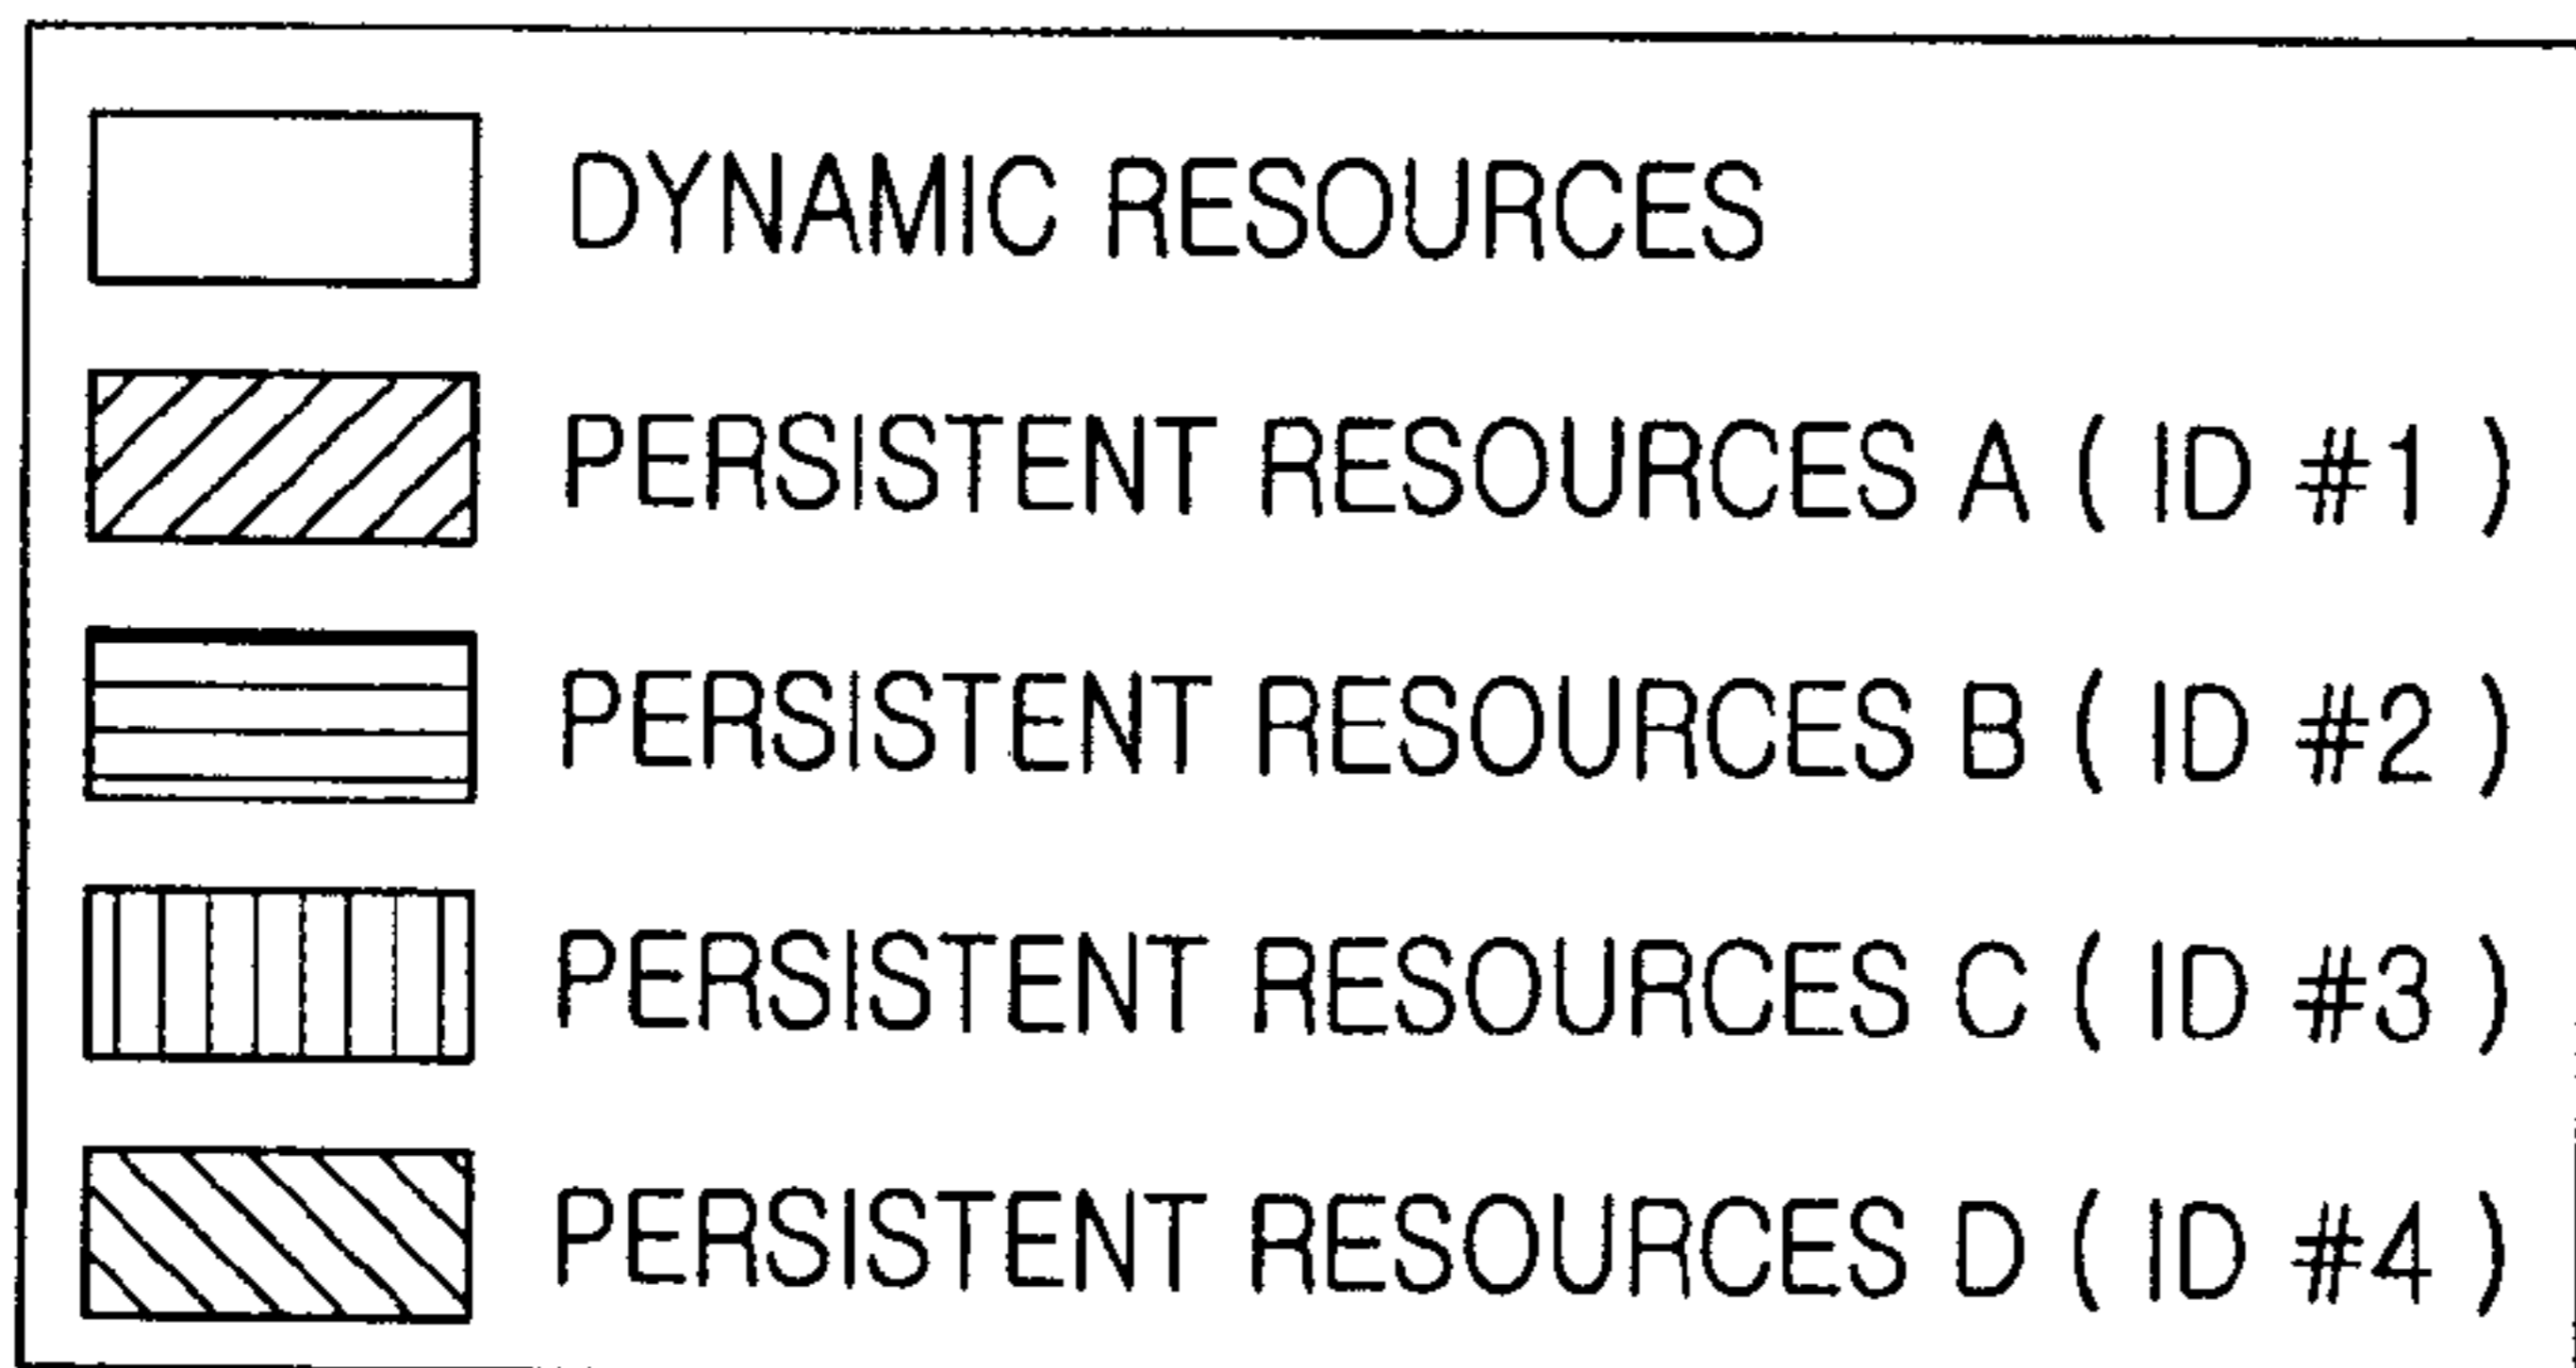 DYNAMIC RESOURCES
PERSISTENT RESOURCES A ( ID #1 )
PERSISTENT RESOURCES B ( ID #2 )
PERSISTENT RESOURCES C ( ID #3 )
PERSISTENT RESOURCES D ( ID #4 )